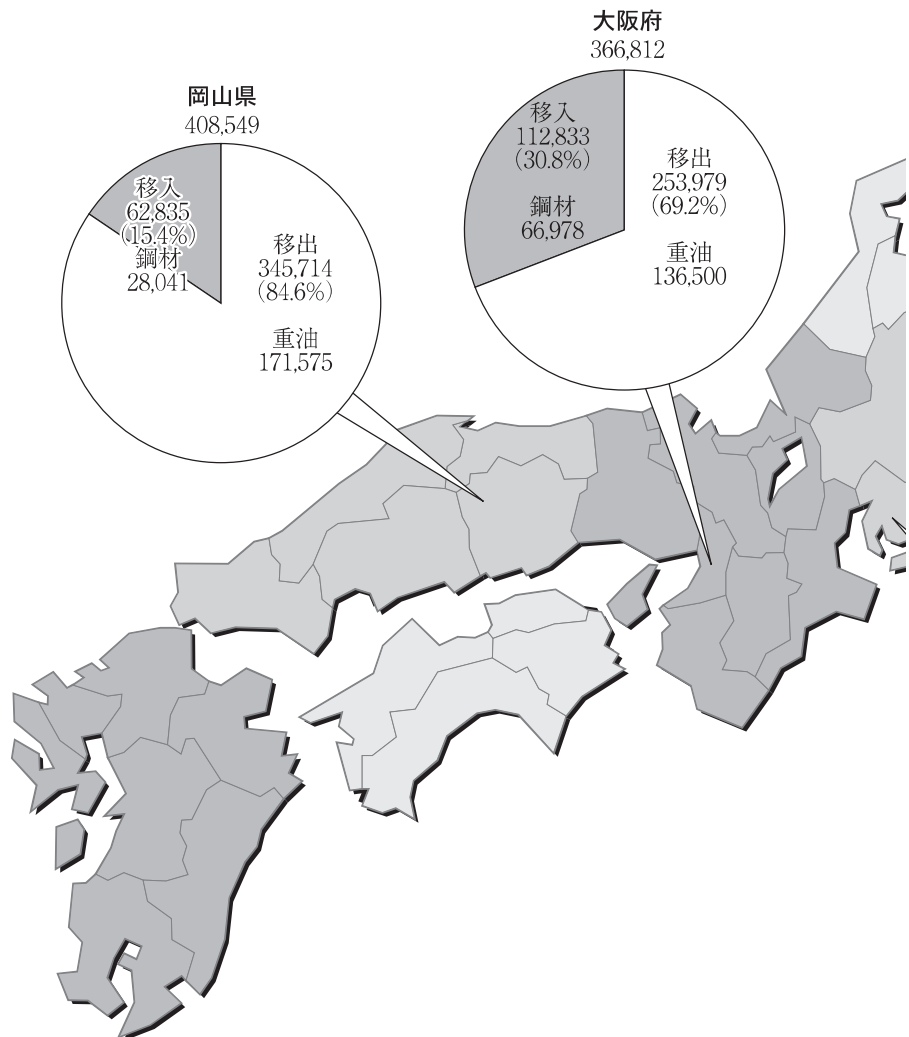 岡山県
408,549
移入
62,835
(15.4%)
鋼材
28,041
移出
345,714
(84.6%)
重油
171,575
大阪府
366,812
移入
112,833
(30.8%)
鋼材
66,978
移出
253,979
(69.2%)
重油
136,500